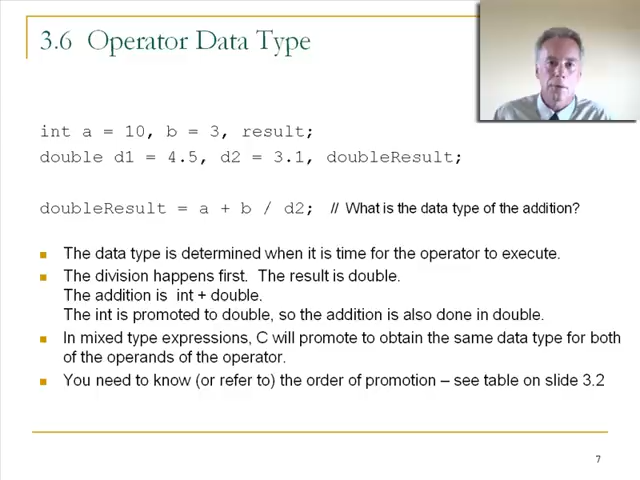 3.6 Operator Data Type
int a = 10, b = 3, result;
double d1 = 4.5, d2 = 3.1, doubleResult;
doubleResult = a + b / d2; // What is the data type of the addition?
The data type is determined when it is time for the operator to execute.
The division happens first. The result is double.
The addition is int + double.
The int is promoted to double, so the addition is also done in double.
In mixed type expressions, C will promote to obtain the same data type for both
of the operands of the operator.
You need to know (or refer to) the order of promotion – see table on slide 3.2
7